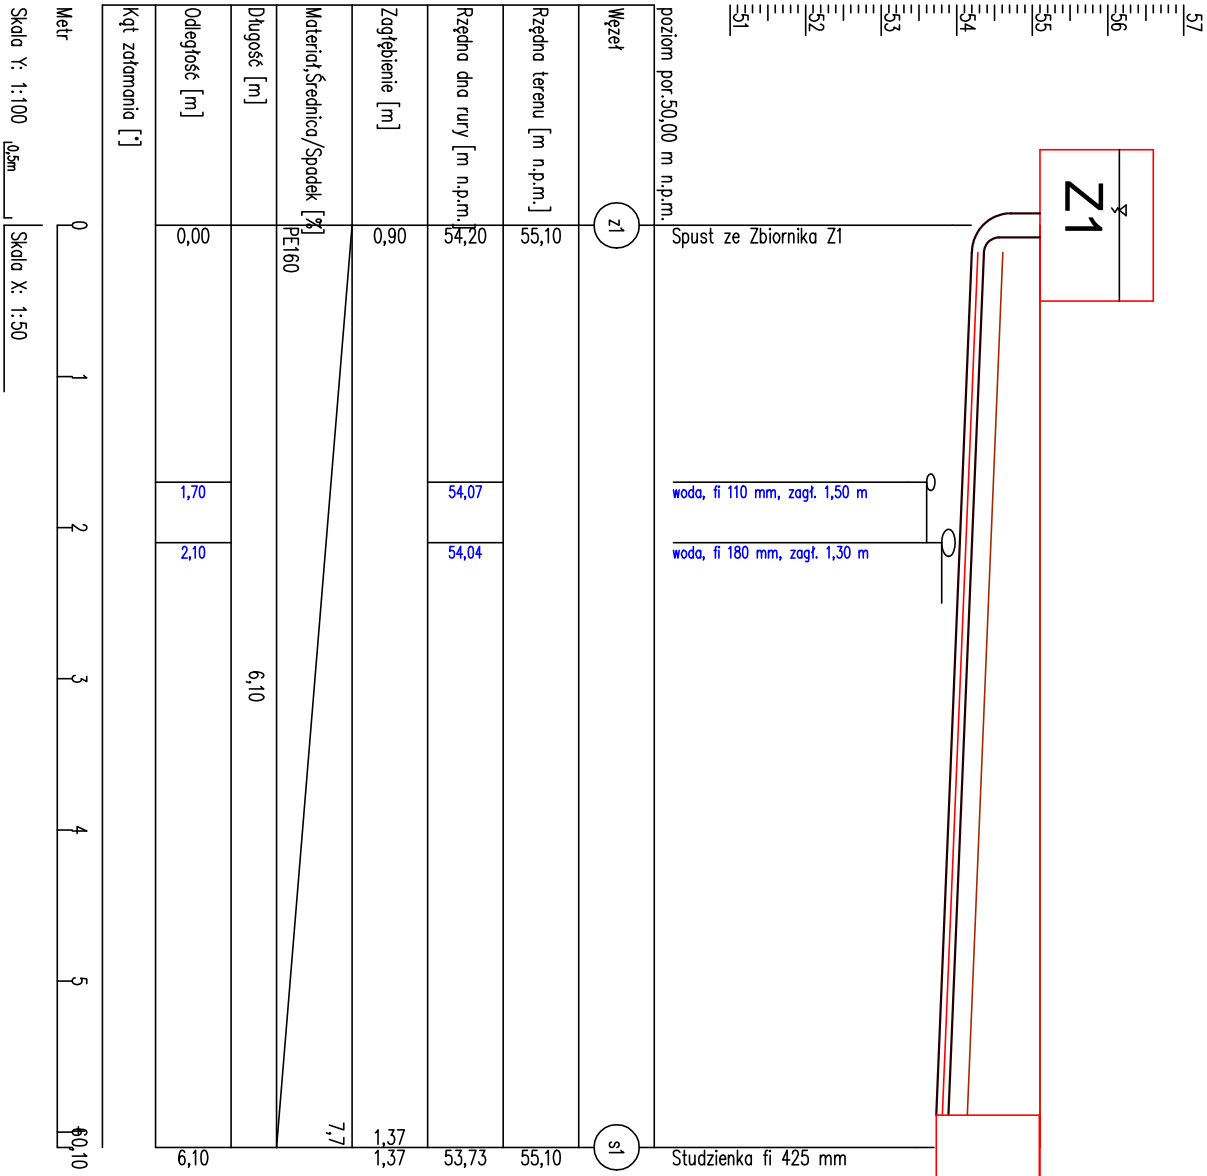 57
56
55
54
53
52
51
Z1
poziom por.50,00 m n.p.m.
Spust ze Zbiornika Z1
woda, fi 110 mm, zagł. 1,50 m
woda, fi 180 mm, zagł. 1,30 m
Studzienka fi 425 mm
Węzeł
z1
s1
Rzędna terenu [m n.p.m.]
55,10
55,10
Rzędna dna rury [m n.p.m.]
54,20
54,07
54,04
53,73
Zagłębienie [m]
0,90
1,37
1,37
Materiał,Średnica/Spadek [%]
PE160
7,7
Długość [m]
6,10
Odległość [m]
0,00
1,70
2,10
6,10
Kąt załamania [°]
Metr
0
1
2
3
4
5
6
Skala Y: 1:100
0,5m
Skala X: 1:50